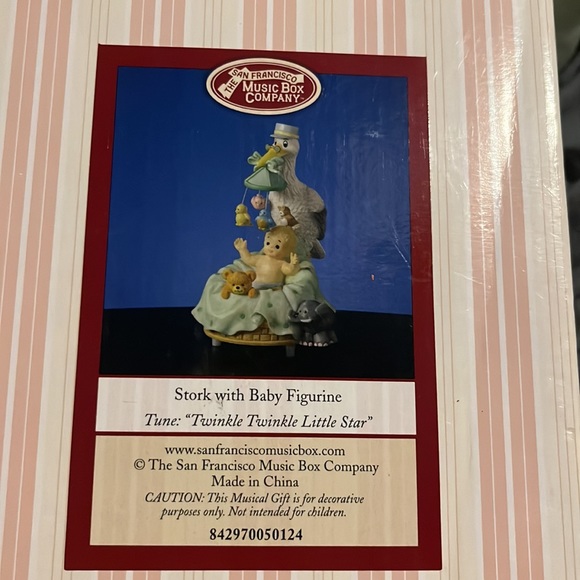 THE SAN FRANCISCO
MUSIC BOX
COMPANY™
Stork with Baby Figurine
Tune: “Twinkle Twinkle Little Star”
www.sanfranciscomusicbox.com
© The San Francisco Music Box Company
Made in China
CAUTION: This Musical Gift is for decorative
purposes only. Not intended for children.
842970050124